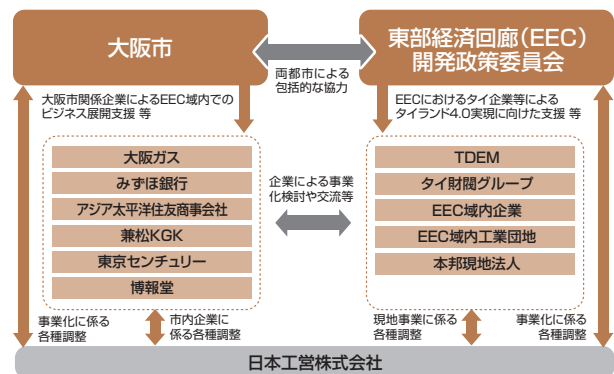 大阪市
東部経済回廊(EEC)
開発政策委員会
両都市による
包括的な協力
大阪市関係企業によるEEC域内での
ビジネス展開支援 等
EECにおけるタイ企業等による
タイランド4.0実現に向けた支援 等
大阪ガス
みずほ銀行
アジア太平洋住友商事会社
兼松KGK
東京センチュリー
博報堂
企業による事業
化検討や交流等
TDEM
タイ財閥グループ
EEC域内企業
EEC域内工業団地
本邦現地法人
事業化に係る
各種調整
市内企業に
係る各種調整
現地事業に係る
各種調整
事業化に係る
各種調整
日本工営株式会社